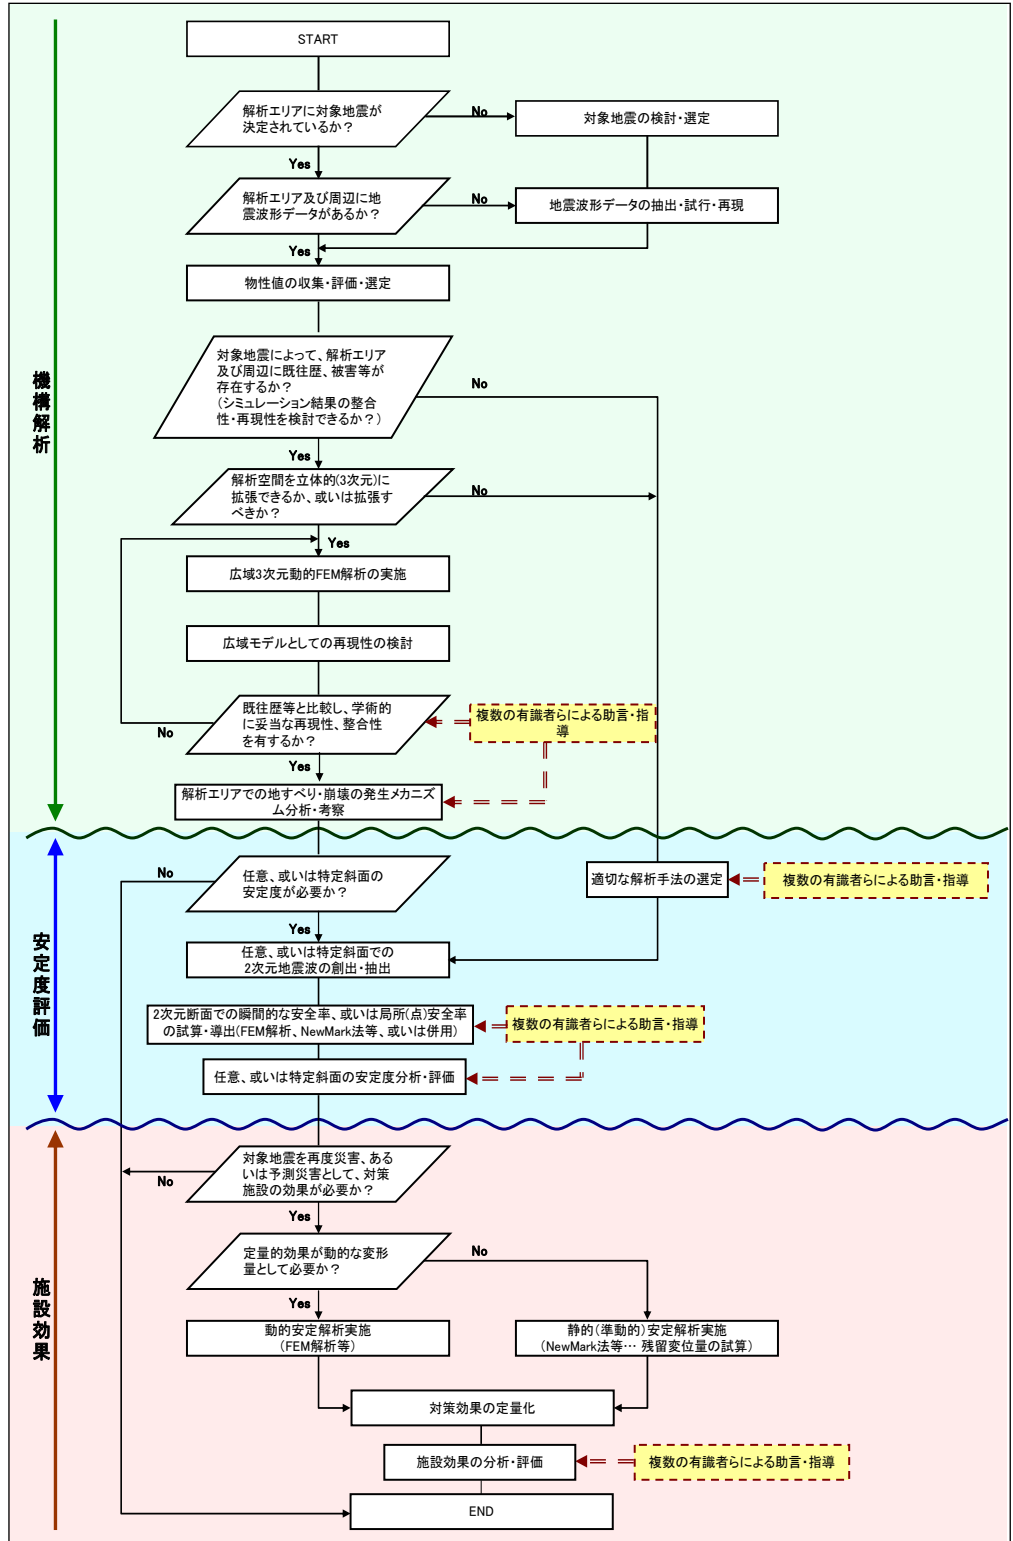 START
解析エリアに対象地震が
決定されているか?
No
対象地震の検討・選定
Yes
解析エリア及び周辺に地
震波形データがあるか?
No
地震波形データの抽出・試行・再現
Yes
物性値の収集・評価・選定
対象地震によって、解析エリア
及び周辺に既往歴、被害等が
存在するか?
(シミュレーション結果の整合
性・再現性を検討できるか?)
No
機構解析
Yes
解析空間を立体的(3次元)に
拡張できるか、或いは拡張す
べきか?
No
Yes
広域3次元動的FEM解析の実施
広域モデルとしての再現性の検討
既往歴等と比較し、学術的
に妥当な再現性、整合性
を有するか?
複数の有識者らによる助言・指
導
No
Yes
解析エリアでの地すべり・崩壊の発生メカニズ
ム分析・考察
任意、或いは特定斜面の
安定度が必要か?
No
適切な解析手法の選定
複数の有識者らによる助言・指導
Yes
安定度評価
任意、或いは特定斜面での
2次元地震波の創出・抽出
2次元断面での瞬間的な安全率、或いは局所(点)安全率
の試算・導出(FEM解析、NewMark法等、或いは併用)
複数の有識者らによる助言・指導
任意、或いは特定斜面の安定度分析・評価
対象地震を再度災害、ある
いは予測災害として、対策
施設の効果が必要か?
No
Yes
定量的効果が動的な変形
量として必要か?
No
Yes
施設効果
動的安定解析実施
(FEM解析等)
静的(準動的)安定解析実施
(NewMark法等… 残留変位量の試算)
対策効果の定量化
施設効果の分析・評価
複数の有識者らによる助言・指導
END